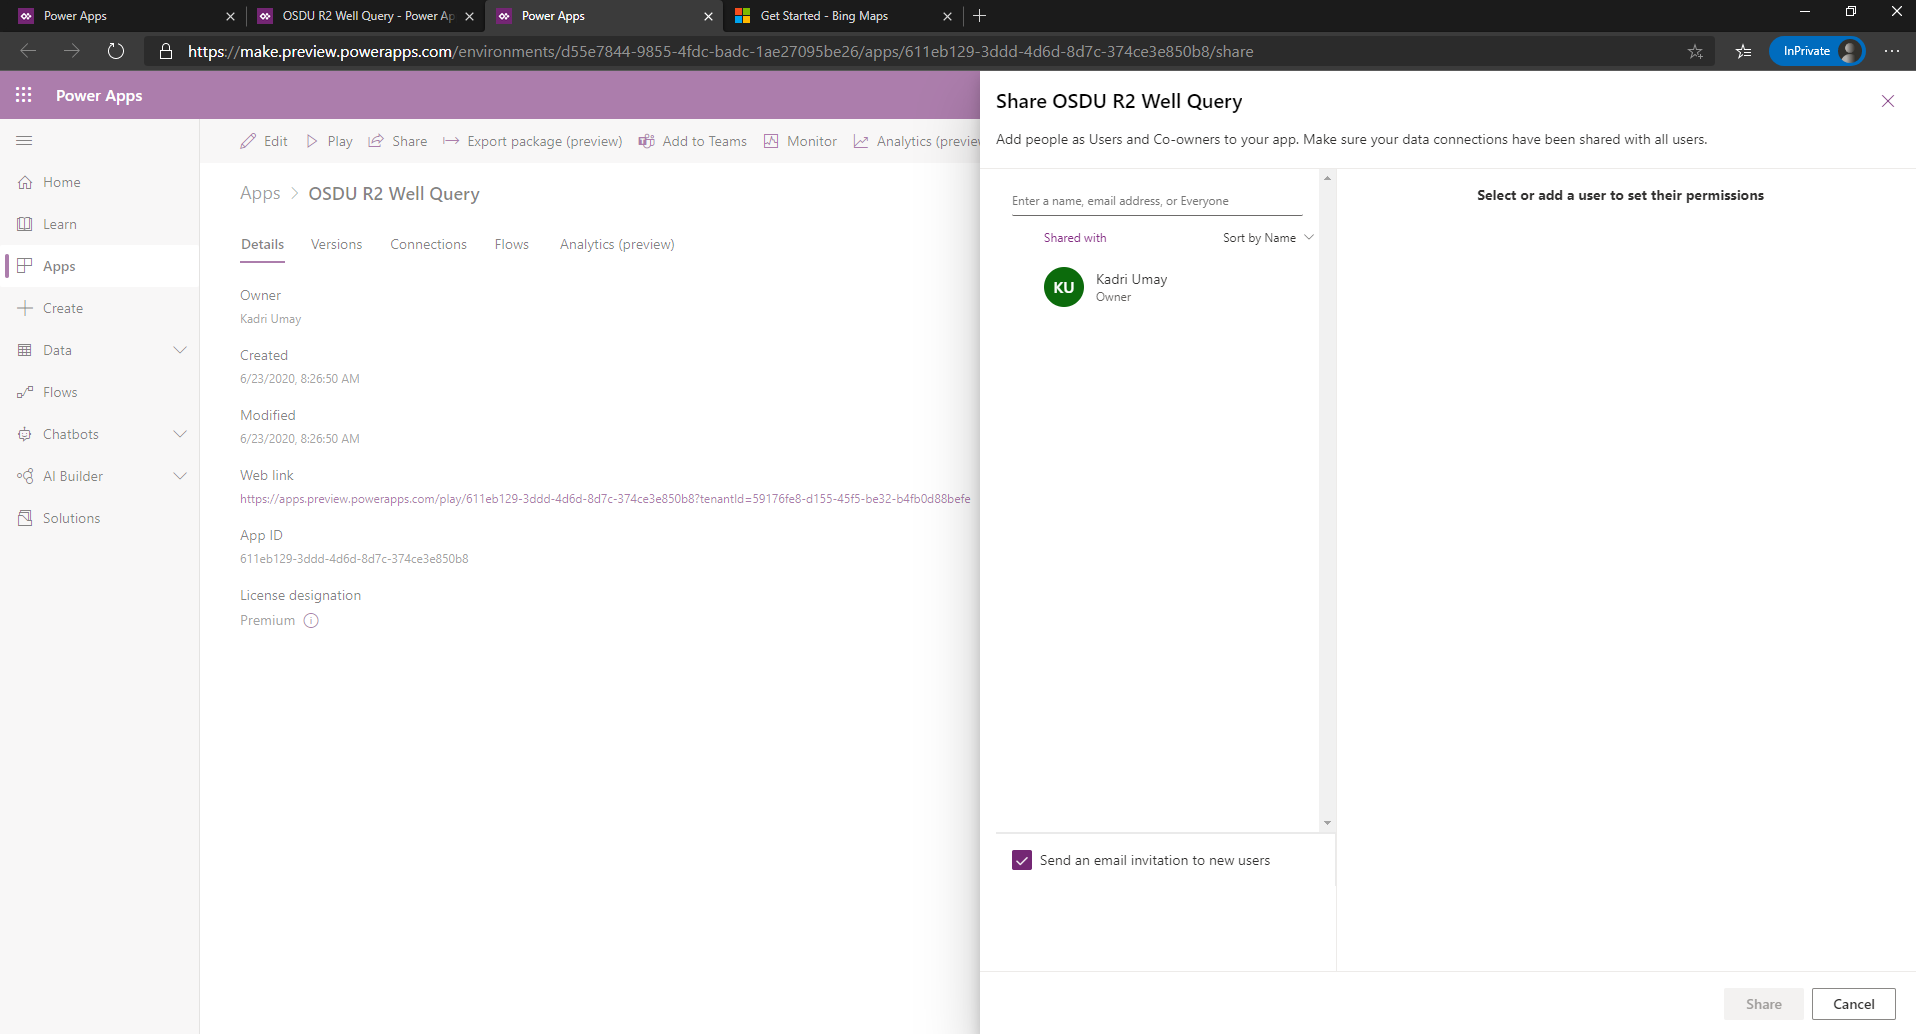 Power Apps
OSDU R2 Well Query - Power Ap
Power Apps
Get Started - Bing Maps
https://make.preview.powerapps.com/environments/d55e7844-9855-4fdc-badc-1ae27095be26/apps/611eb129-3ddd-4d6d-8d7c-374ce3e850b8/share
InPrivate
Power Apps
Home
Learn
Apps
Create
Data
Flows
Chatbots
AI Builder
Solutions
Edit Play Share Export package (preview) Add to Teams Monitor Analytics (preview
Apps > OSDU R2 Well Query
Details Versions Connections Flows Analytics (preview)
Owner
Kadri Umay
Created
6/23/2020, 8:26:50 AM
Modified
6/23/2020, 8:26:50 AM
Web link
https://apps.preview.powerapps.com/play/611eb129-3ddd-4d6d-8d7c-374ce3e850b8?tenantId=59176fe8-d155-45f5-be32-b4fb0d88befe
App ID
611eb129-3ddd-4d6d-8d7c-374ce3e850b8
License designation
Premium
Share OSDU R2 Well Query
Add people as Users and Co-owners to your app. Make sure your data connections have been shared with all users.
Enter a name, email address, or Everyone
Shared with Sort by Name
KU
Kadri Umay
Owner
Send an email invitation to new users
Select or add a user to set their permissions
Share Cancel